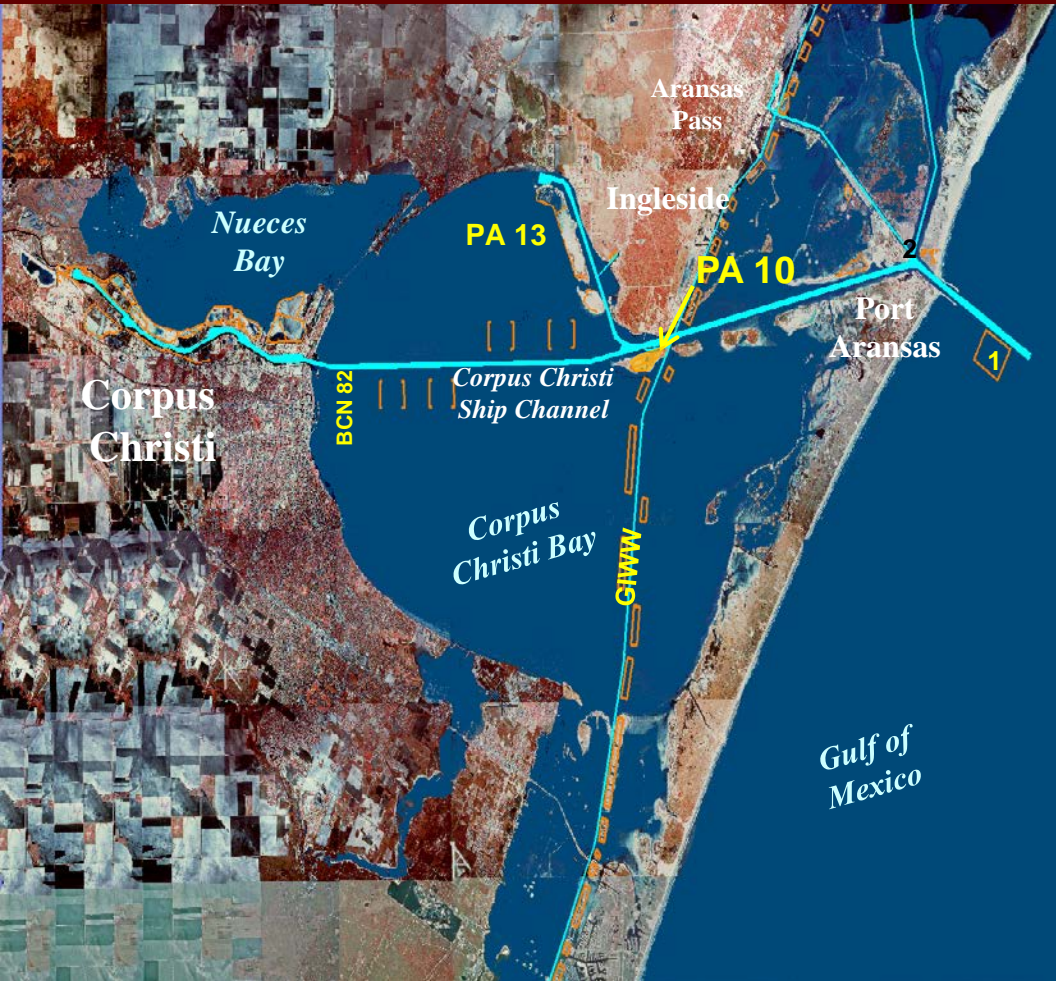 Aransas
Pass
Nueces
Bay
PA 13
Ingleside
2
PA 10
Port
Aransas
1
Corpus
Christi
BCN 82
Corpus Christi
Ship Channel
Corpus
Christi Bay
GIWW
Gulf of
Mexico